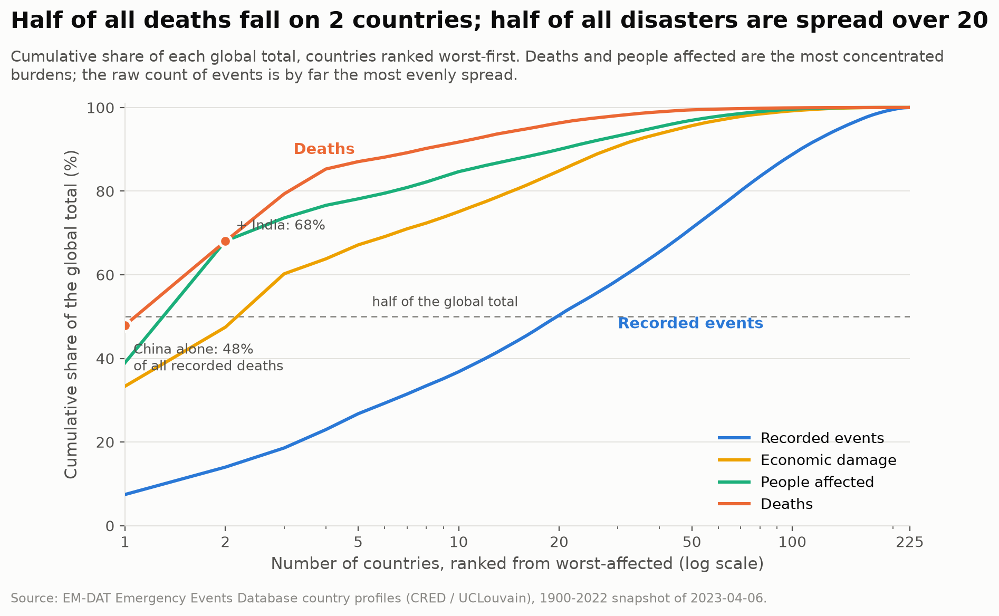 Half of all deaths fall on 2 countries; half of all disasters are spread over 20
Cumulative share of each global total, countries ranked worst-first. Deaths and people affected are the most concentrated
burdens; the raw count of events is by far the most evenly spread.
Cumulative share of the global total (%)
100
80
60
40
20
0
Deaths
+ India: 68%
half of the global total
Recorded events
China alone: 48%
of all recorded deaths
Recorded events
Economic damage
People affected
Deaths
1
2
5
10
20
50
100
225
Number of countries, ranked from worst-affected (log scale)
Source: EM-DAT Emergency Events Database country profiles (CRED / UCLouvain), 1900-2022 snapshot of 2023-04-06.